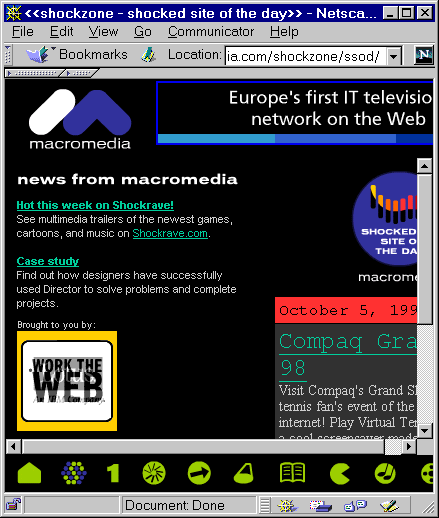 <<shockzone - shocked site of the day>> - Netsca...
File Edit View Go Communicator Help
Bookmarks Location: ia.com/shockzone/ssod/
N
Europe's first IT televisio
network on the Web
macromedia
news from macromedia
Hot this week on Shockrave!
See multimedia trailers of the newest games,
cartoons, and music on Shockrave.com.
Case study
Find out how designers have successfully
used Director to solve problems and complete
projects.
Brought to you by:
WORK THE
WEB
SHOCKED
SITE O
THE DA
macrome
October 5, 199
Compaq Gra
98
Visit Compaq's Grand S
tennis fan's event of the
internet! Play Virtual Te
a cool screensaver made
1
Document: Done